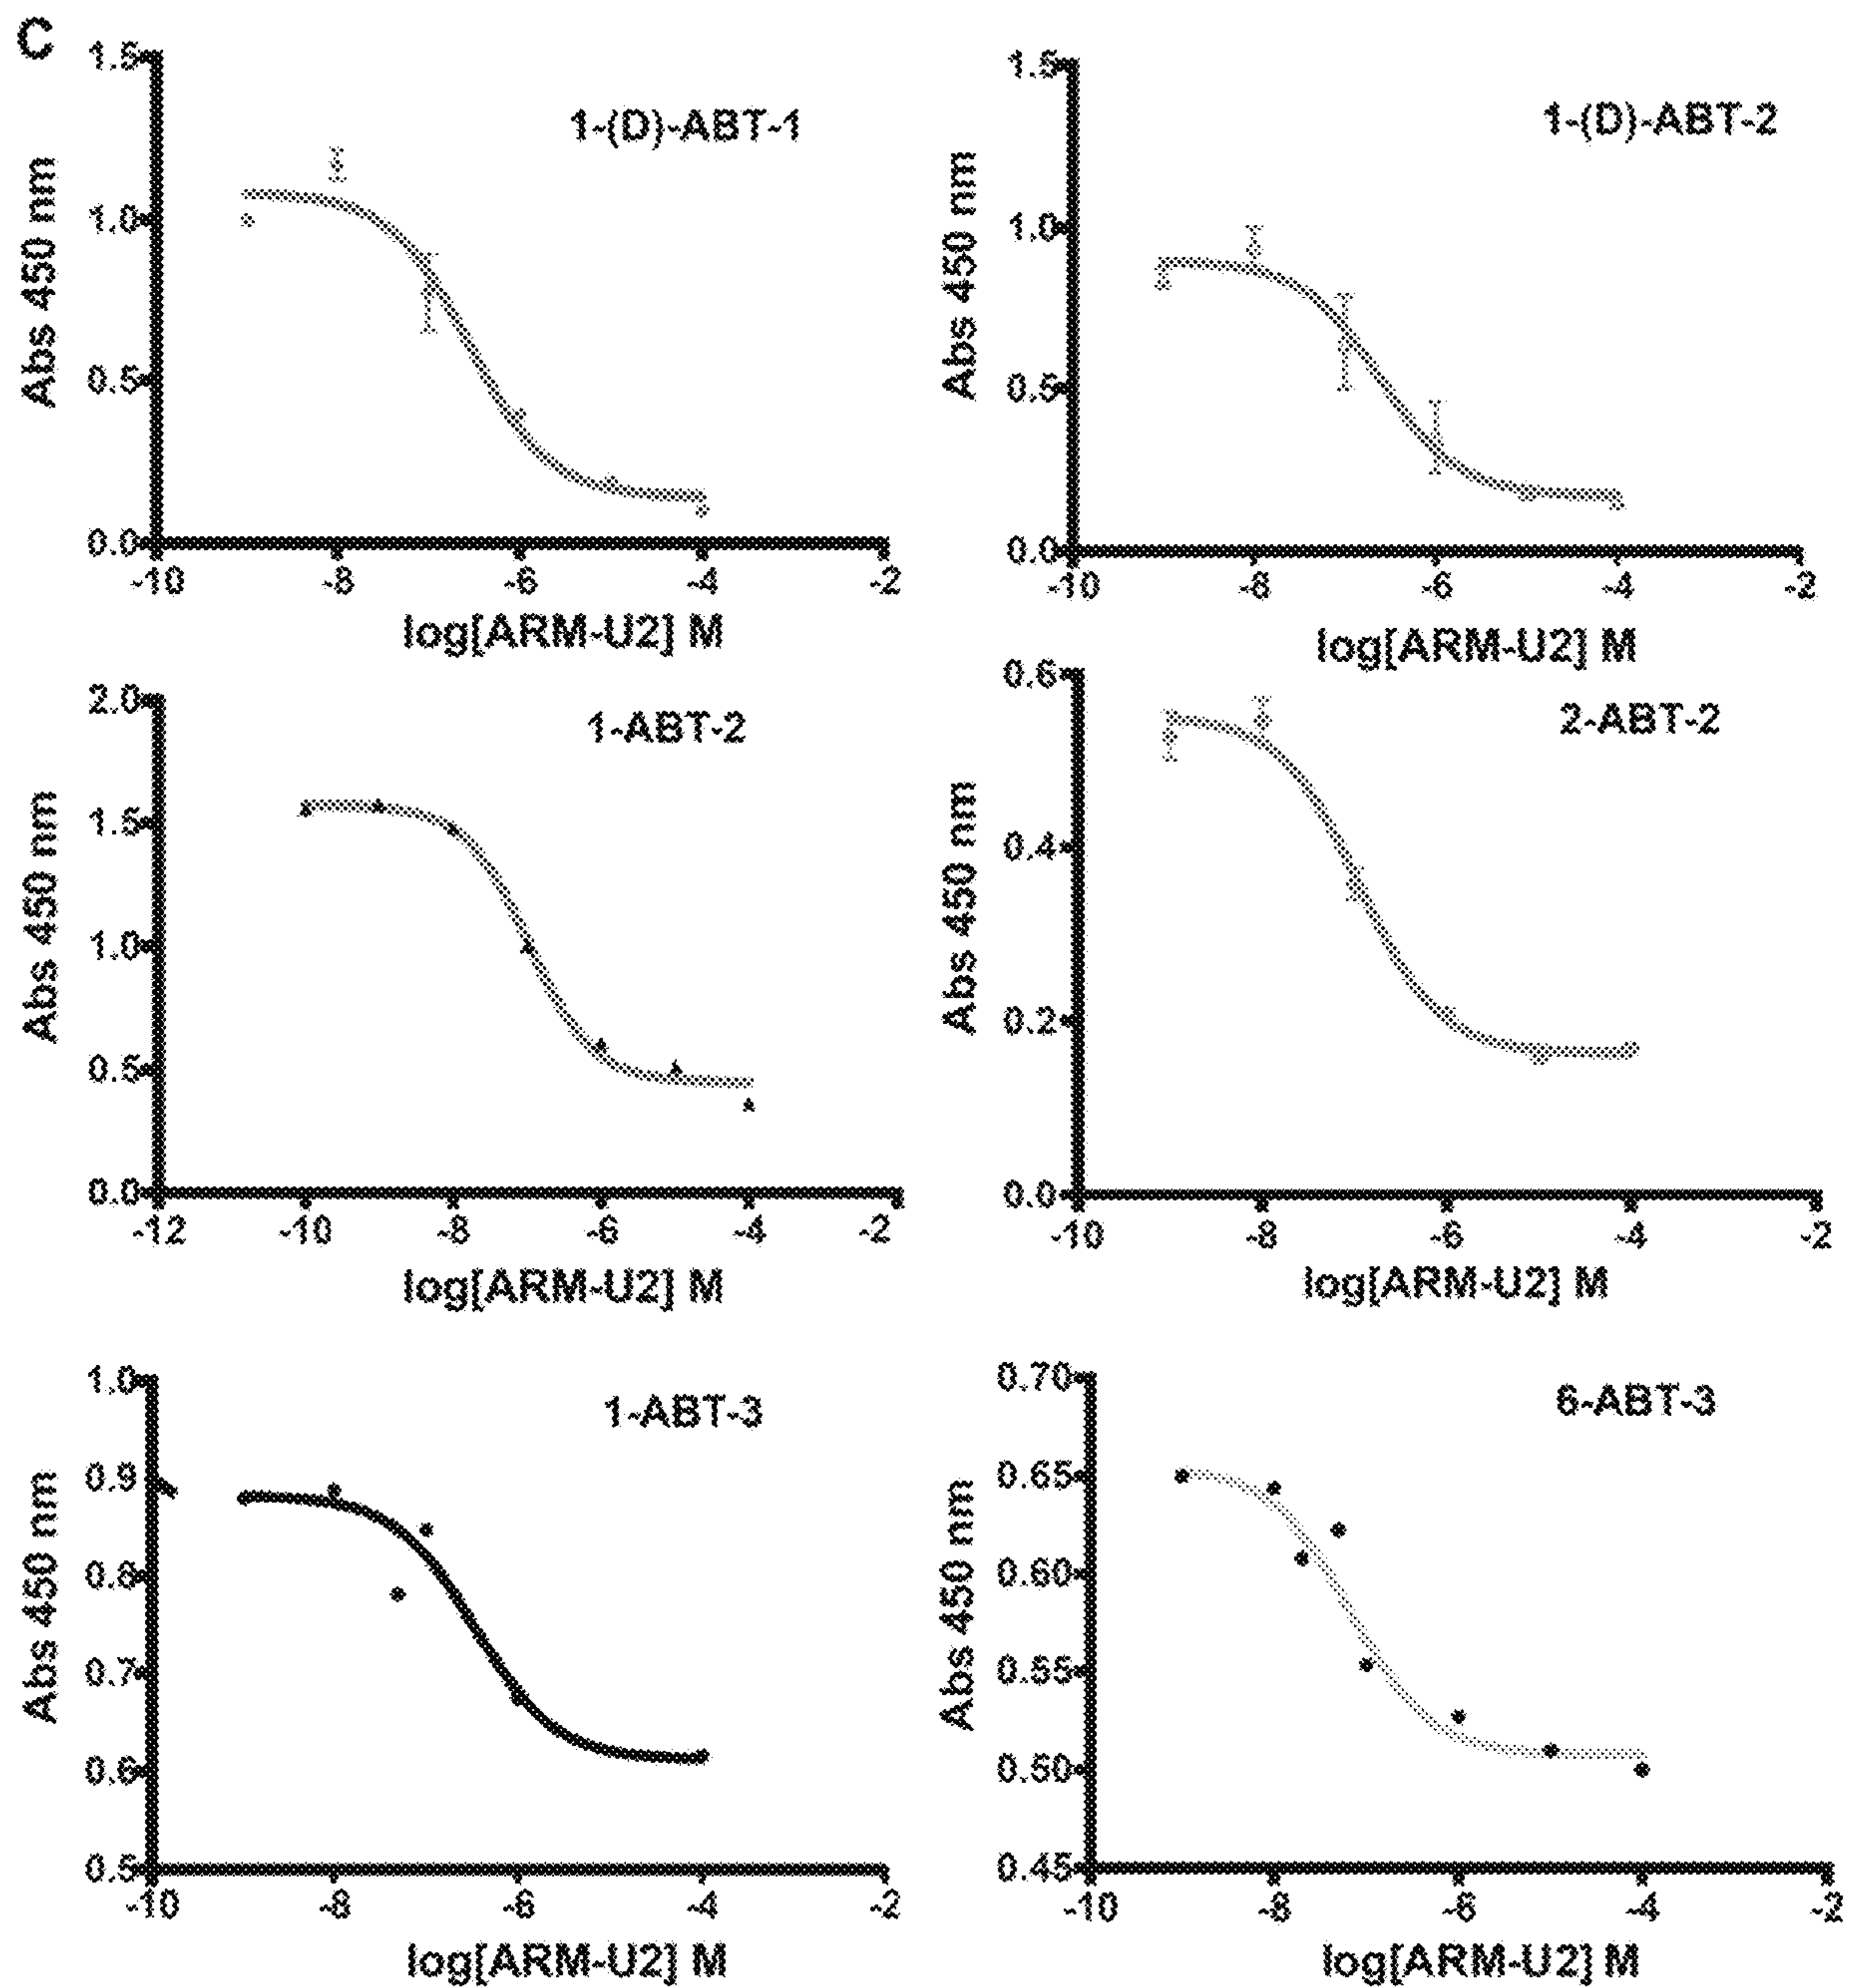 C
1-(D)-ABT-1
Abs 450 nm
1.5
1.0
0.5
0.0
-10 -8 -6 -4 -2
log[ARM-U2] M
1-(D)-ABT-2
Abs 450 nm
1.5
1.0
0.5
0.0
-10 -8 -6 -4 -2
log[ARM-U2] M
1-ABT-2
Abs 450 nm
2.0
1.5
1.0
0.5
0.0
-12 -10 -8 -6 -4 -2
log[ARM-U2] M
2-ABT-2
Abs 450 nm
0.6
0.4
0.2
0.0
-10 -8 -6 -4 -2
log[ARM-U2] M
1-ABT-3
Abs 450 nm
1.0
0.9
0.8
0.7
0.6
0.5
-10 -8 -6 -4 -2
log[ARM-U2] M
6-ABT-3
Abs 450 nm
0.70
0.65
0.60
0.55
0.50
0.45
-10 -8 -6 -4 -2
log[ARM-U2] M